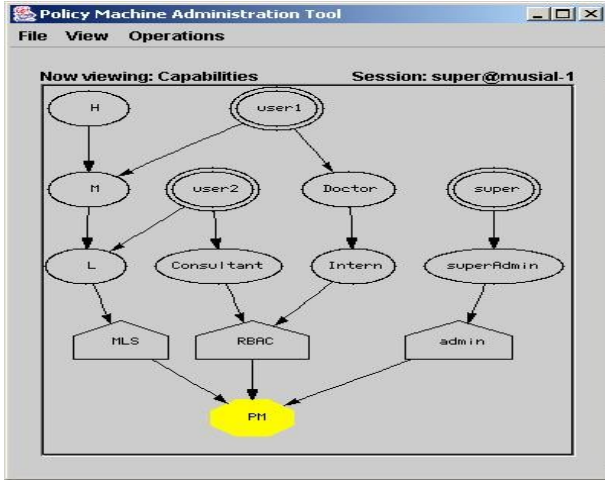 Policy Machine Administration Tool
File View Operations
Now viewing: Capabilities Session: super@musial-1
H user1
M user2 Doctor super
L Consultant Intern superAdmin
MLS RBAC admin
PM